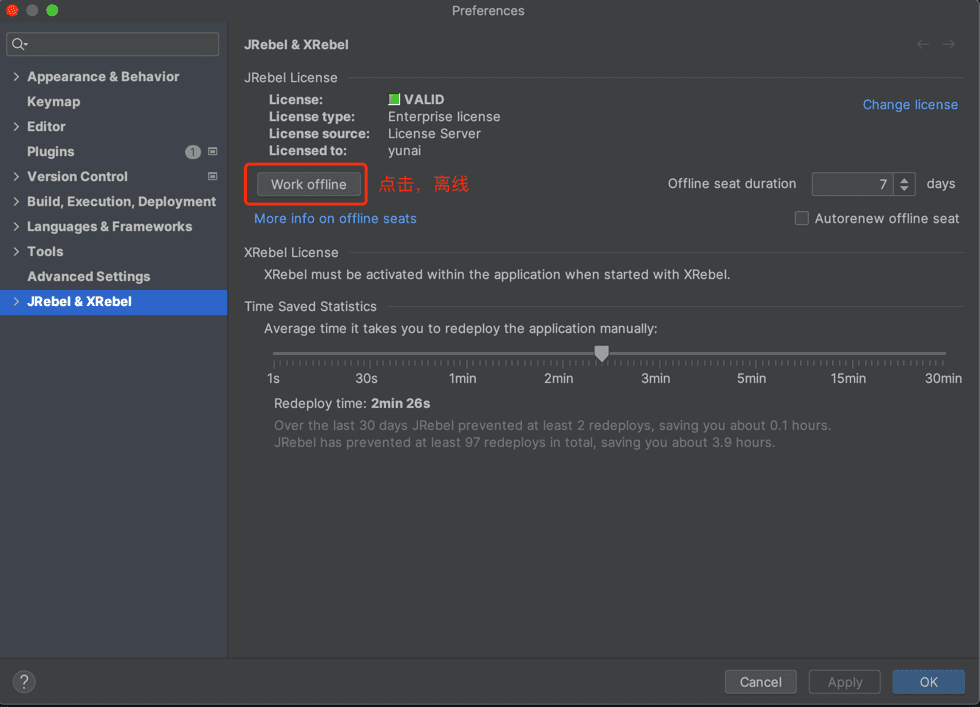 Preferences
JRebel & XRebel
Appearance & Behavior
Keymap
Editor
Plugins 1
Version Control
Build, Execution, Deployment
Languages & Frameworks
Tools
Advanced Settings
JRebel & XRebel
JRebel License
License: VALID
Change license
License type: Enterprise license
License source: License Server
Licensed to: yunai
Work offline 点击，离线 Offline seat duration 7 days
More info on offline seats Autorenew offline seat
XRebel License
XRebel must be activated within the application when started with XRebel.
Time Saved Statistics
Average time it takes you to redeploy the application manually:
1s 30s 1min 2min 3min 5min 15min 30min
Redeploy time: 2min 26s
Over the last 30 days JRebel prevented at least 2 redeploys, saving you about 0.1 hours.
JRebel has prevented at least 97 redeploys in total, saving you about 3.9 hours.
? Cancel Apply OK